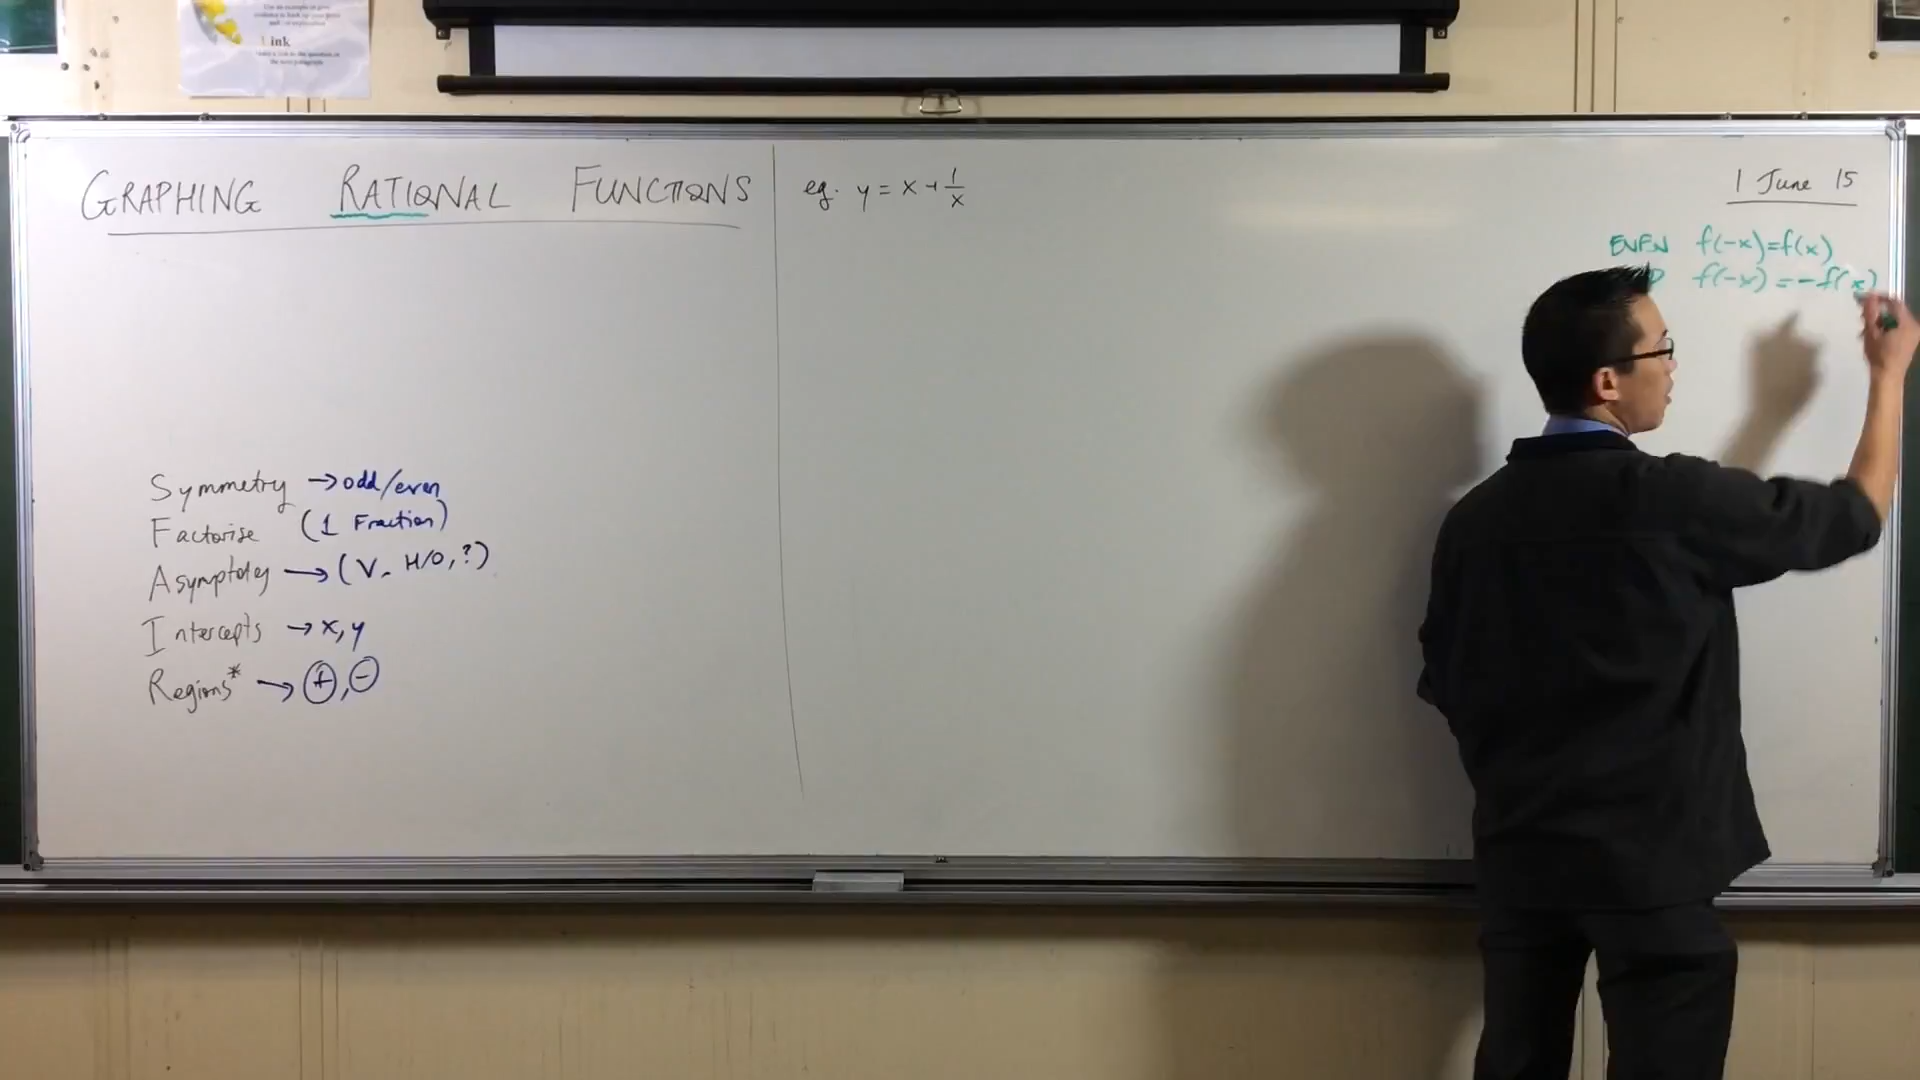 Link
GRAPHING RATIONAL FUNCTIONS
Symmetry → odd/even
Factorise (1 Fraction)
Asymptotes → (V, H/O, ?)
Intercepts → x, y
Regions* → ⊕, ⊖
eg. y = x + 1/x
1 June 15
EVEN f(-x)=f(x)
f(-x) = -f(x)